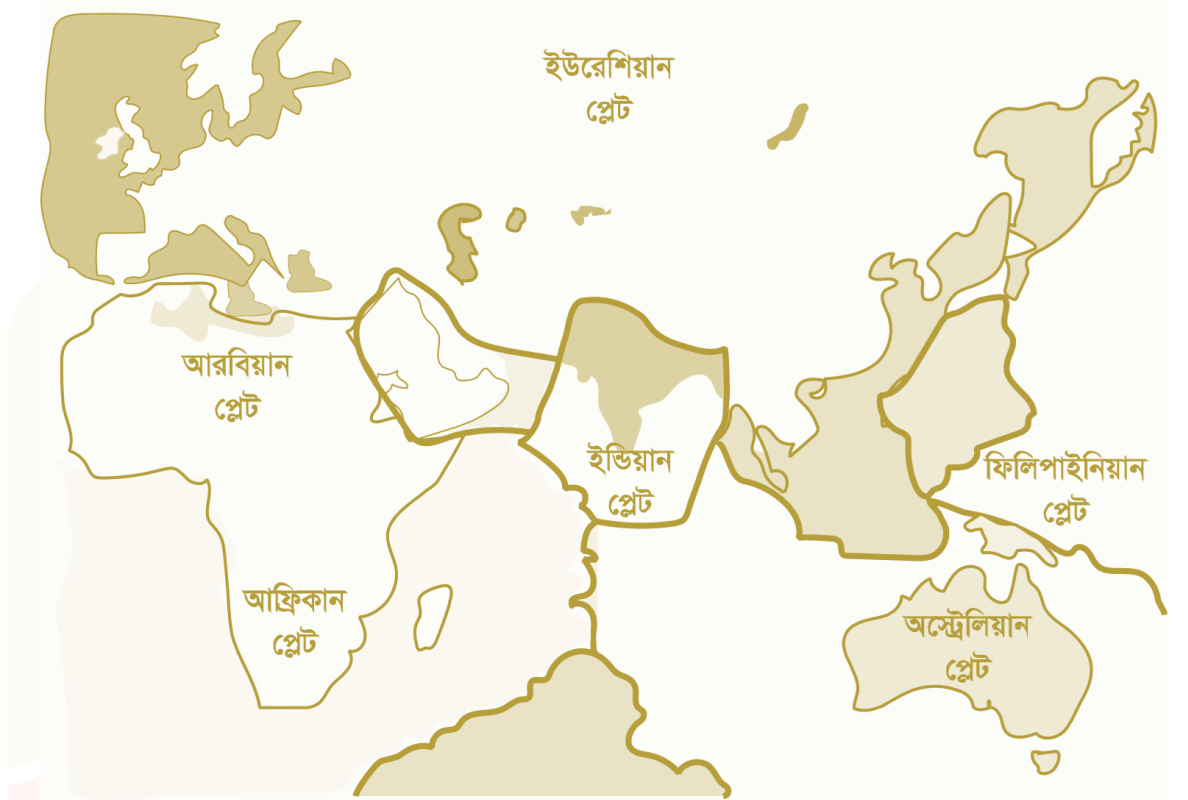 ইউরেশিয়ান
প্লেট
আরবিয়ান
প্লেট
ইন্ডিয়ান
প্লেট
ফিলিপাইনিয়ান
প্লেট
আফ্রিকান
প্লেট
অস্ট্রেলিয়ান
প্লেট